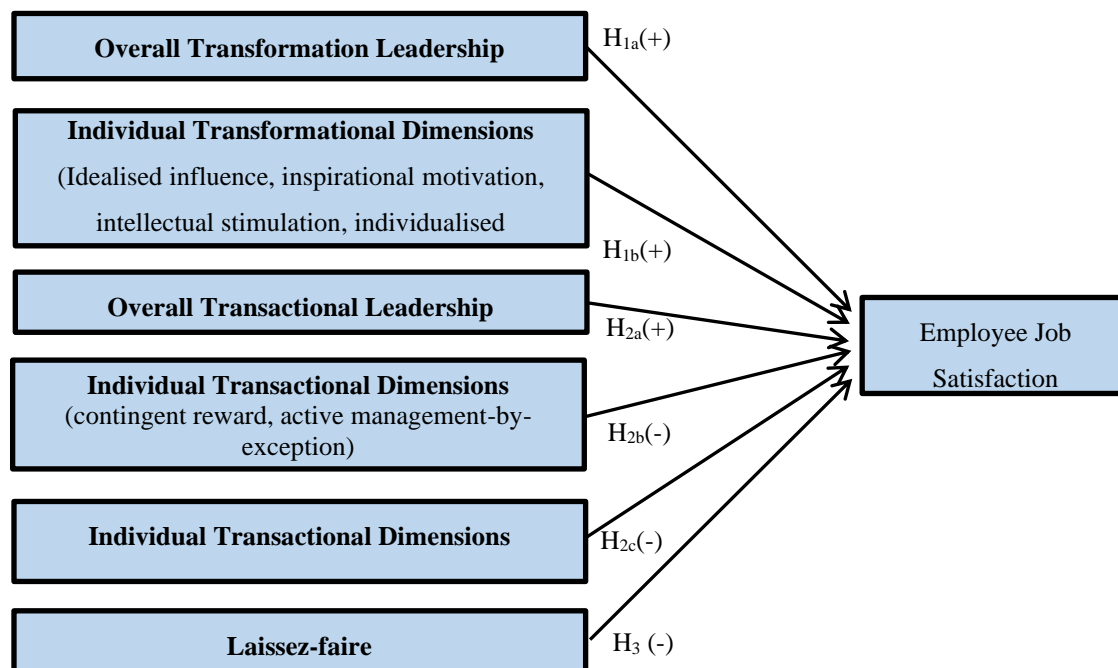 Overall Transformation Leadership
H1a(+)
Individual Transformational Dimensions
(Idealised influence, inspirational motivation,
intellectual stimulation, individualised
H1b(+)
Overall Transactional Leadership
H2a(+)
Employee Job
Satisfaction
Individual Transactional Dimensions
(contingent reward, active management-by-
exception)
H2b(-)
Individual Transactional Dimensions
H2c(-)
Laissez-faire
H3 (-)